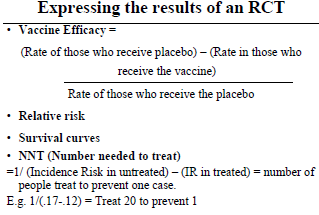 Expressing the results of an RCT
• Vaccine Efficacy =
(Rate of those who receive placebo) – (Rate in those who
receive the vaccine)
Rate of those who receive the placebo
• Relative risk
• Survival curves
• NNT (Number needed to treat)
=1/ (Incidence Risk in untreated) – (IR in treated) = number of
people treat to prevent one case.
E.g. 1/(.17-.12) = Treat 20 to prevent 1